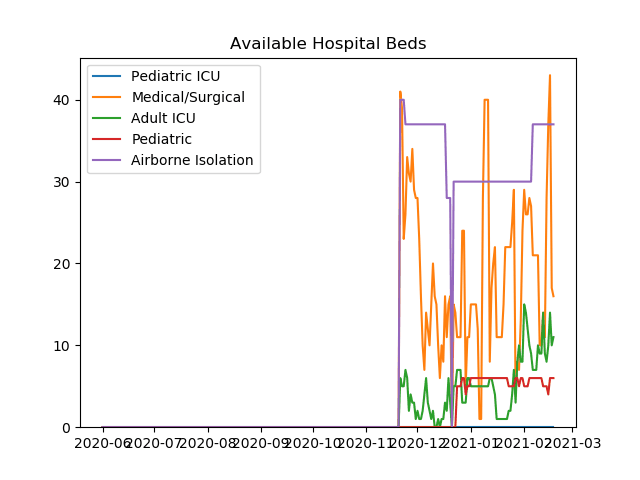 Available Hospital Beds
Pediatric ICU
Medical/Surgical
Adult ICU
Pediatric
Airborne Isolation
40
30
20
10
0
2020-06 2020-07 2020-08 2020-09 2020-10 2020-11 2020-12 2021-01 2021-02 2021-03